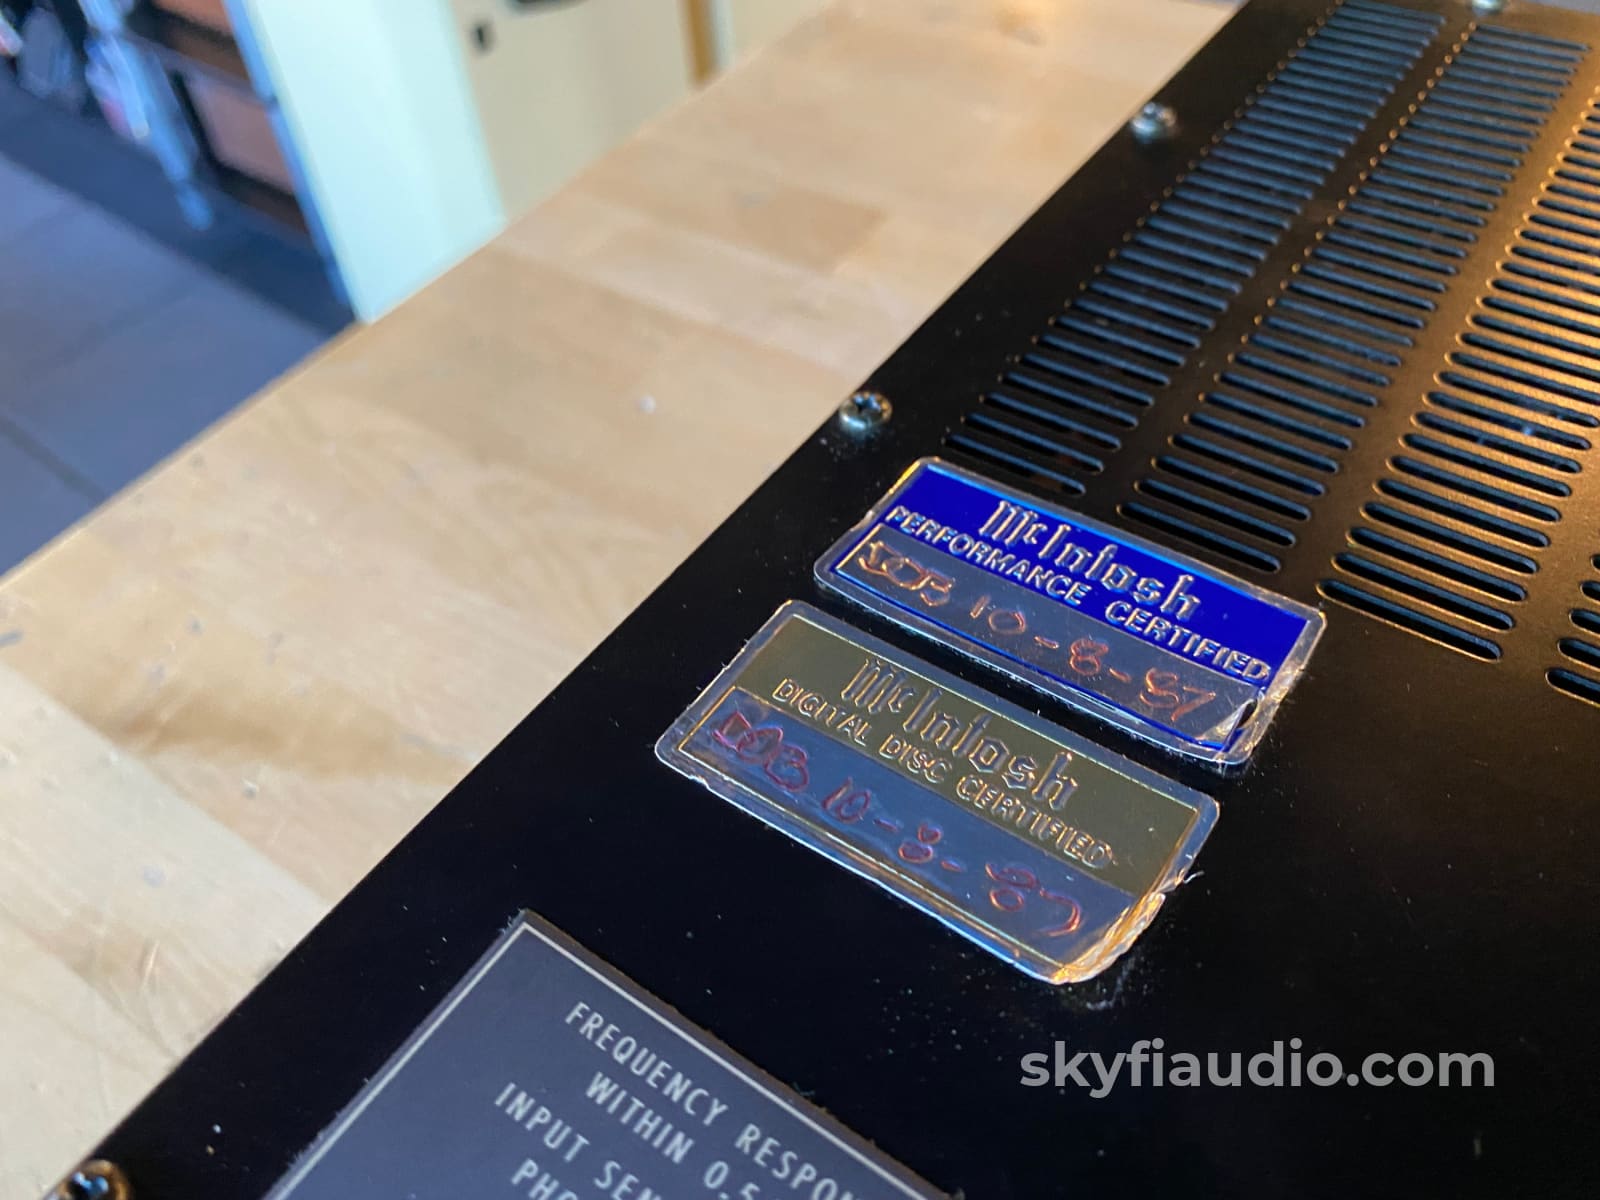 McIntosh
PERFORMANCE CERTIFIED
10-8-87
McIntosh
DIGITAL DISC CERTIFIED
10-8-87
FREQUENCY RESPON
WITHIN 0.5
INPUT SEN
PHO
skyfiaudio.com